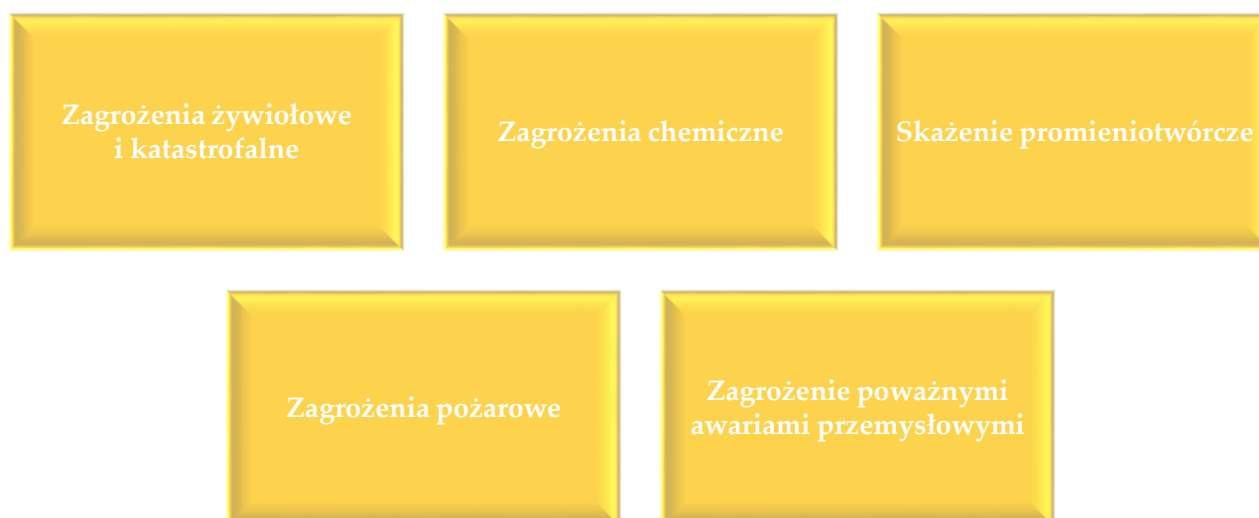 Zagrożenia żywiołowe
i katastrofalne
Zagrożenia chemiczne
Skażenie promieniotwórcze
Zagrożenia pożarowe
Zagrożenie poważnymi
awariami przemysłowymi